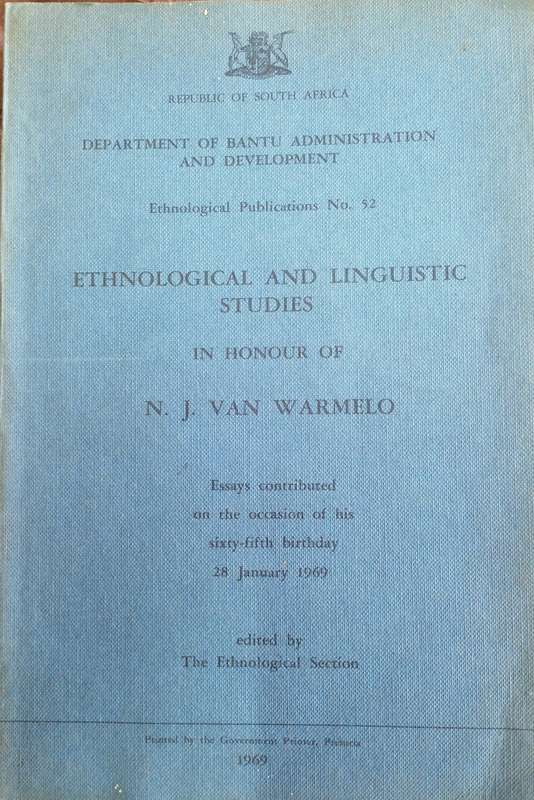 REPUBLIC OF SOUTH AFRICA
DEPARTMENT OF BANTU ADMINISTRATION
AND DEVELOPMENT
Ethnological Publications No. 52
ETHNOLOGICAL AND LINGUISTIC
STUDIES
IN HONOUR OF
N. J. VAN WARMELO
Essays contributed
on the occasion of his
sixty-fifth birthday
28 January 1969
edited by
The Ethnological Section
Printed by the Government Printer, Pretoria
1969